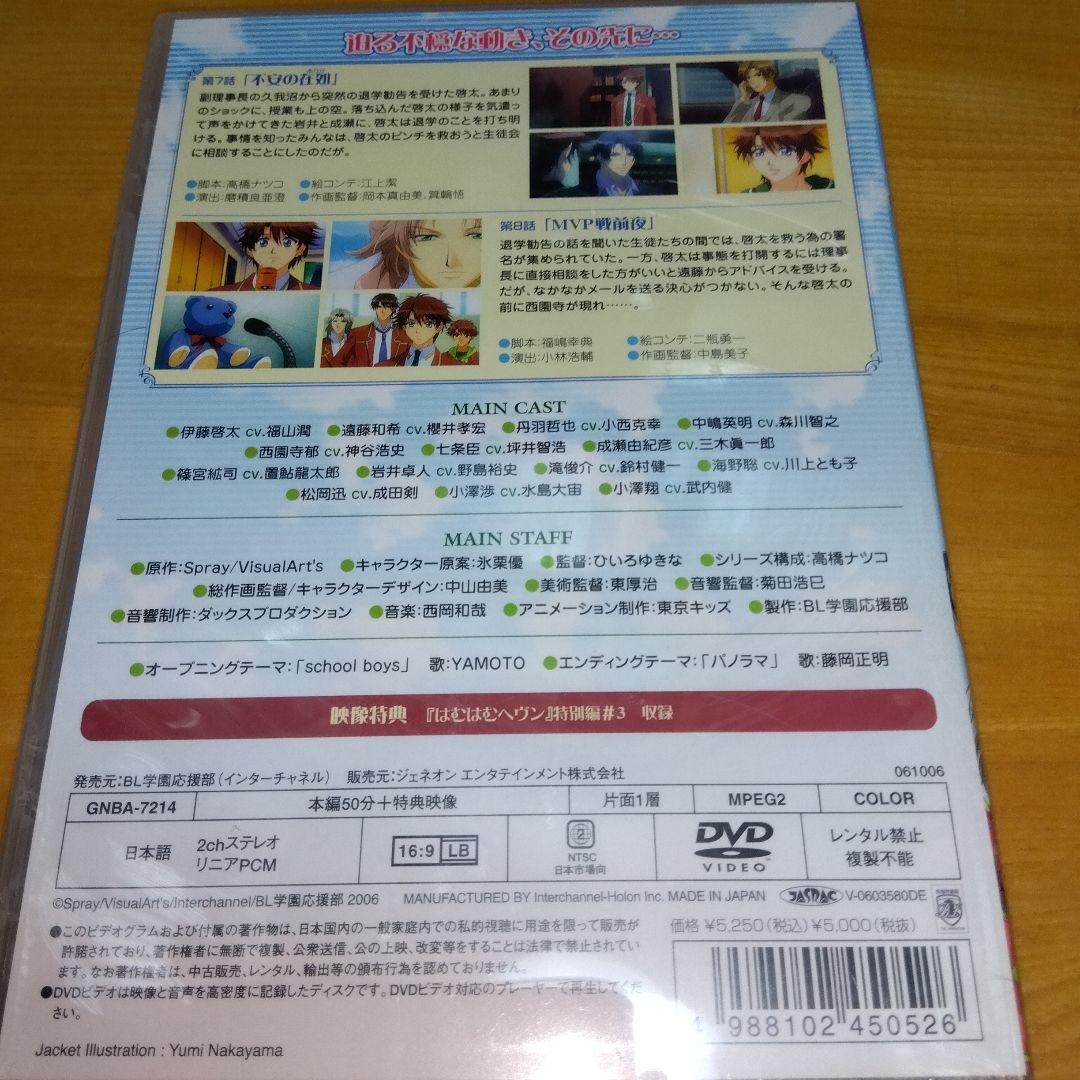 迫る不穏な動き、その先に…
第7話「不安の在処」
副理事長の久我沼から突然の退学勧告を受けた啓太。あまり
のショックに、授業も上の空。落ち込んだ啓太の様子を気遣っ
て声をかけてきた岩井と成瀬に、啓太は退学のことを打ち明
ける。事情を知ったみんなは、啓太のピンチを救おうと生徒会
に相談することにしたのだが。
●脚本:高橋ナツコ ●絵コンテ:江上潔
●演出:磨積良亜澄 ●作画監督:岡本真由美、箕輪悟
第8話「MVP戦前夜」
退学勧告の話を聞いた生徒たちの間では、啓太を救う為の署
名が集められていた。一方、啓太は事態を打開するには理事
長に直接相談をした方がいいと遠藤からアドバイスを受ける。
だが、なかなかメールを送る決心がつかない。そんな啓太の
前に西園寺が現れ……。
●脚本:福嶋幸典 ●絵コンテ:二瓶勇一
●演出:小林浩輔 ●作画監督:中島美子
MAIN CAST
●伊藤啓太 cv.福山潤 ●遠藤和希 cv.櫻井孝宏 ●丹羽哲也 cv.小西克幸 ●中嶋英明 cv.森川智之
●西園寺郁 cv.神谷浩史 ●七条臣 cv.坪井智浩 ●成瀬由紀彦 cv.三木眞一郎
●篠宮紘司 cv.置鮎龍太郎 ●岩井卓人 cv.野島裕史 ●滝俊介 cv.鈴村健一 ●海野聡 cv.川上とも子
●松岡迅 cv.成田剣 ●小澤渉 cv.水島大宙 ●小澤翔 cv.武内健
MAIN STAFF
●原作:Spray/VisualArt's ●キャラクター原案:氷栗優 ●監督:ひいろゆきな ●シリーズ構成:高橋ナツコ
●総作画監督/キャラクターデザイン:中山由美 ●美術監督:東厚治 ●音響監督:菊田浩巳
●音響制作:ダックスプロダクション ●音楽:西岡和哉 ●アニメーション制作:東京キッズ ●製作:BL学園応援部
●オープニングテーマ:「school boys」 歌:YAMOTO ●エンディングテーマ:「パノラマ」 歌:藤岡正明
映像特典 『はむはむヘヴン』特別編#3 収録
発売元:BL学園応援部(インターチャネル) 販売元:ジェネオン エンタテインメント株式会社
061006
GNBA-7214 本編50分+特典映像 片面1層 MPEG2 COLOR
日本語 2chステレオ
リニアPCM
16:9 LB
2
NTSC
日本市場向
DVD
VIDEO
レンタル禁止
複製不能
©Spray/VisualArt's/Interchannel/BL学園応援部 2006 MANUFACTURED BY Interchannel-Holon Inc. MADE IN JAPAN JASRAC V-0603580DE
●このビデオグラムおよび付属の著作物は、日本国内の一般家庭内での私的視聴に用途を限って販売が
許諾されており、著作権者に無断で複製、公衆送信、公の上映、改変等をすることは法律で禁止されてい
ます。なお著作権者は、中古販売、レンタル、輸出等の頒布行為を認めておりません。
●DVDビデオは映像と音声を高密度に記録したディスクです。DVDビデオ対応のプレーヤーで再生してくだ
さい。
価格 ¥5,250(税込)¥5,000(税抜)
4 988102 450526
Jacket Illustration : Yumi Nakayama